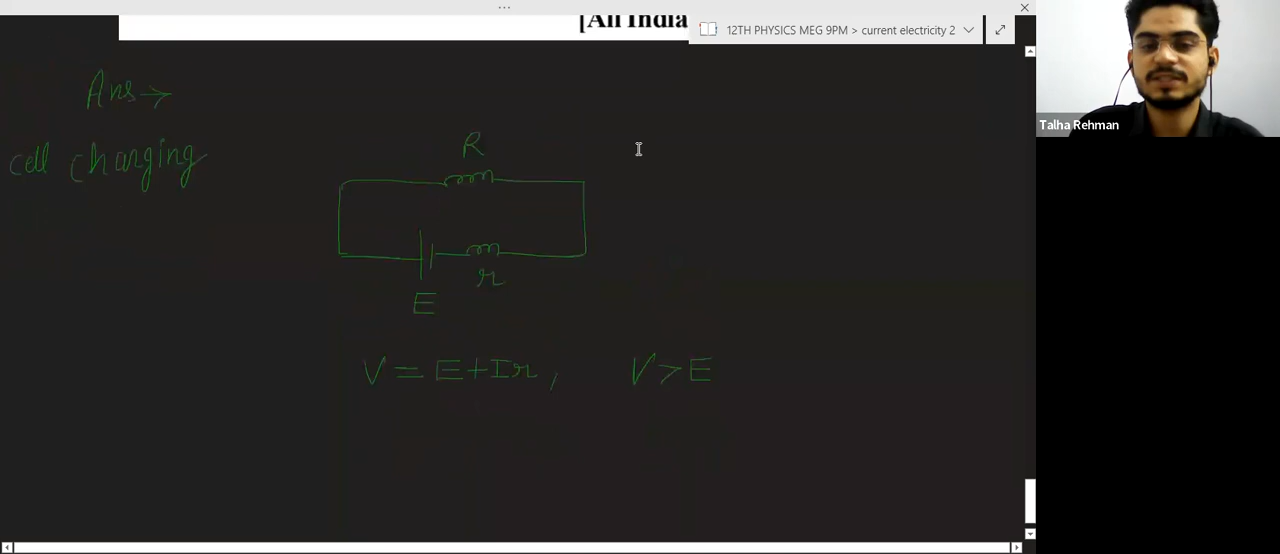 [All India
12TH PHYSICS MEG 9PM > current electricity 2
Talha Rehman
Ans →
cell charging
R
r
E
V = E + Ir, V > E